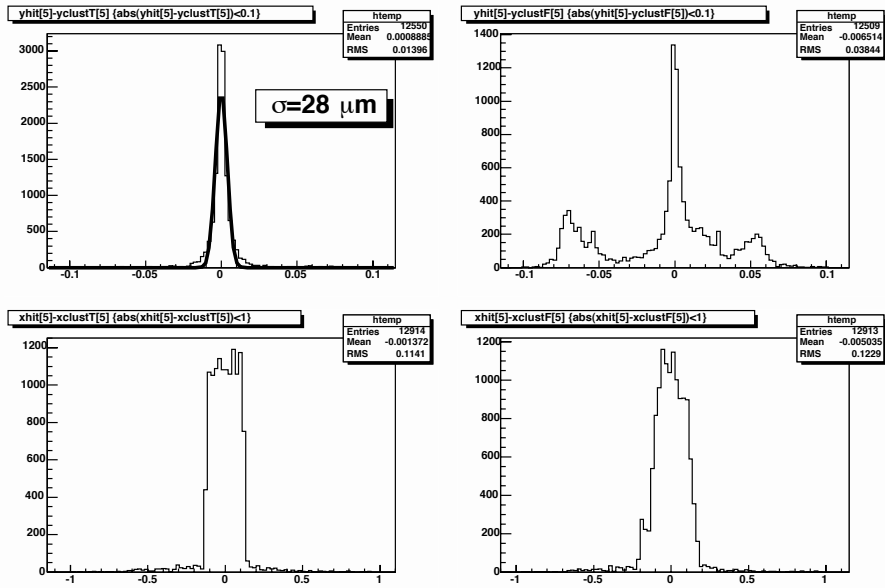 yhit[5]-yclustT[5] {abs(yhit[5]-yclustT[5])<0.1}
htemp
Entries 12550
Mean 0.0008885
RMS 0.01396
3000
2500
2000
1500
1000
500
0
-0.1 -0.05 0 0.05 0.1
σ=28 μm
yhit[5]-yclustF[5] {abs(yhit[5]-yclustF[5])<0.1}
htemp
Entries 12509
Mean -0.006514
RMS 0.03844
1400
1200
1000
800
600
400
200
0
-0.1 -0.05 0 0.05 0.1
xhit[5]-xclustT[5] {abs(xhit[5]-xclustT[5])<1}
htemp
Entries 12914
Mean -0.001372
RMS 0.1141
1200
1000
800
600
400
200
0
-1 -0.5 0 0.5 1
xhit[5]-xclustF[5] {abs(xhit[5]-xclustF[5])<1}
htemp
Entries 12913
Mean -0.005035
RMS 0.1229
1200
1000
800
600
400
200
0
-1 -0.5 0 0.5 1